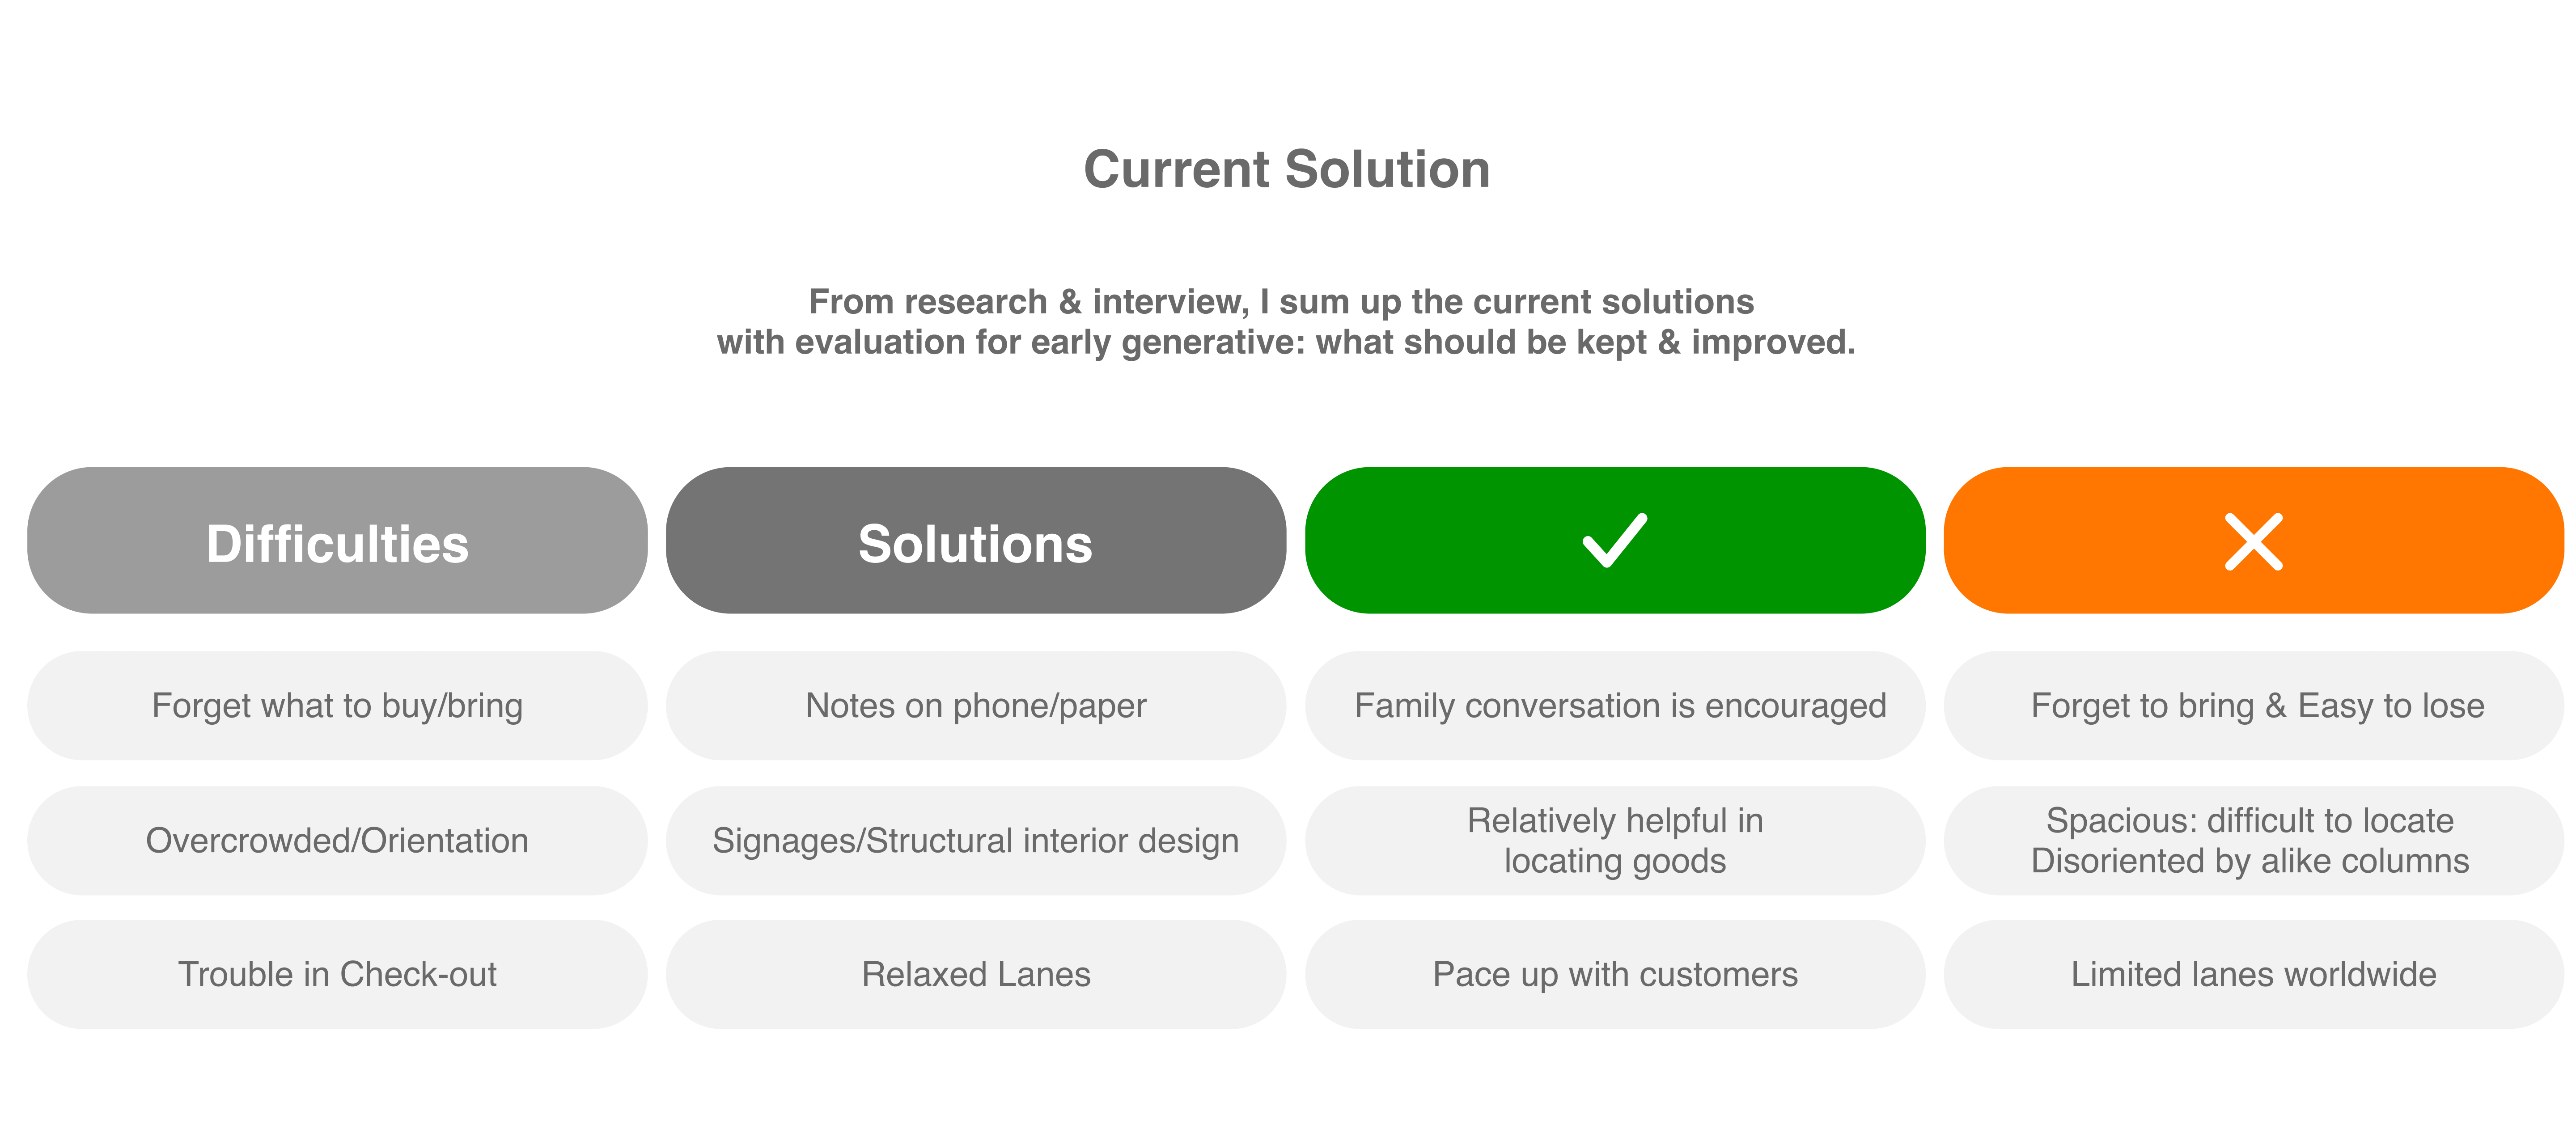 Current Solution
From research & interview, I sum up the current solutions
with evaluation for early generative: what should be kept & improved.
Difficulties
Solutions
Forget what to buy/bring
Notes on phone/paper
Family conversation is encouraged
Forget to bring & Easy to lose
Overcrowded/Orientation
Signages/Structural interior design
Relatively helpful in
locating goods
Spacious: difficult to locate
Disoriented by alike columns
Trouble in Check-out
Relaxed Lanes
Pace up with customers
Limited lanes worldwide